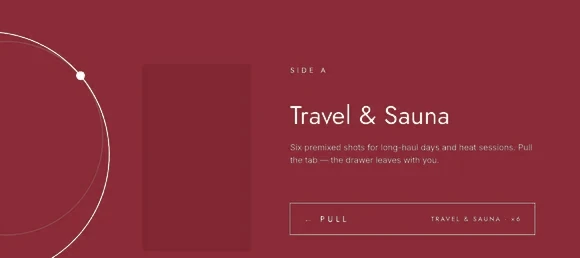 SIDE A
Travel & Sauna
Six premixed shots for long-haul days and heat sessions. Pull
the tab — the drawer leaves with you.
← PULL
TRAVEL & SAUNA · ×6